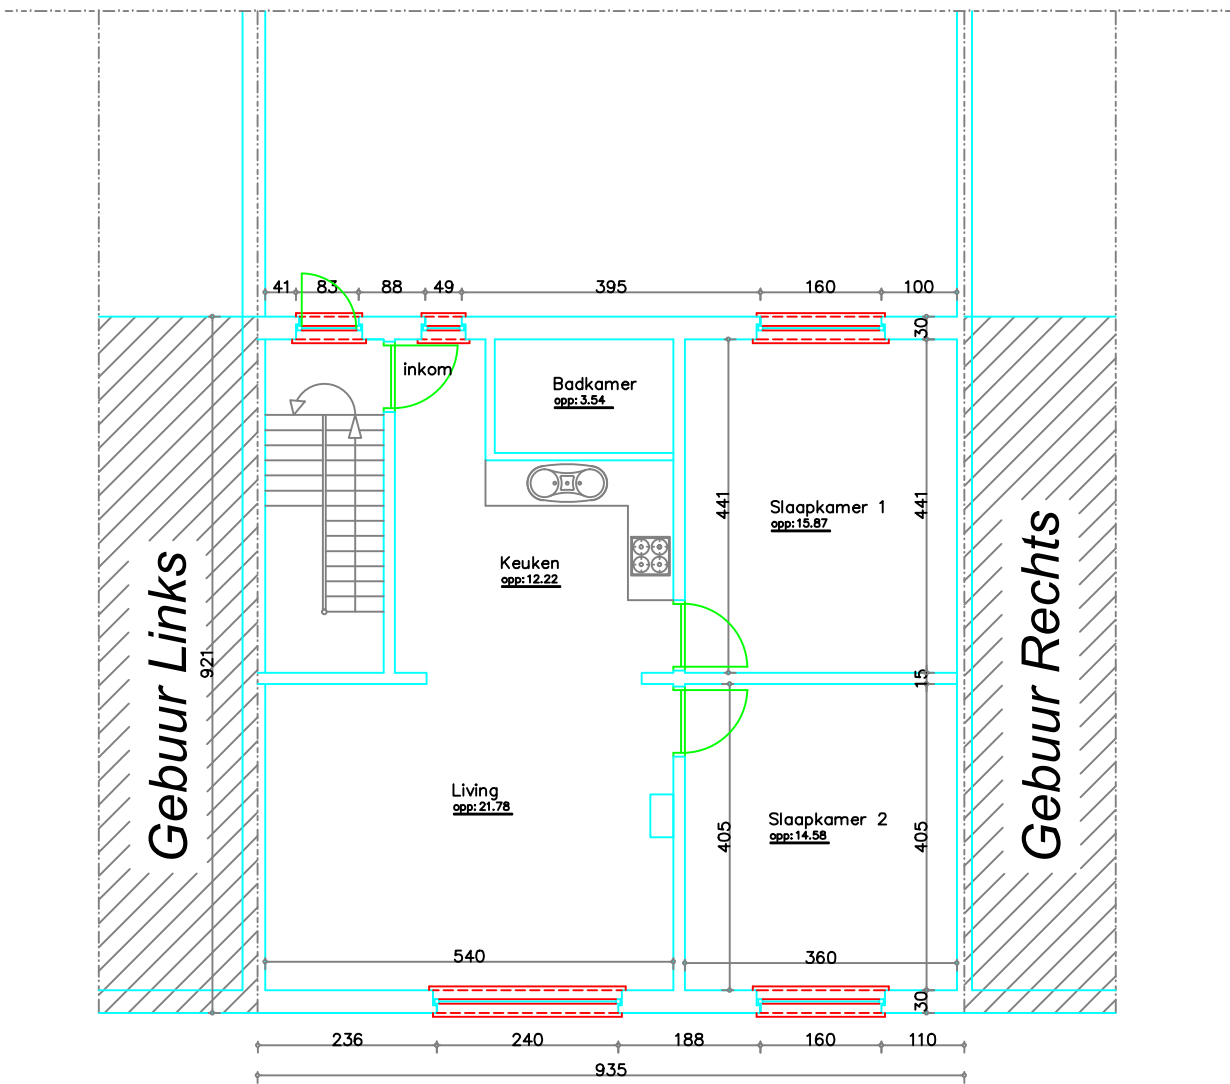 41 83 88 49 395 160 100
30
inkom
Badkamer
opp: 3.54
441
441
Slaapkamer 1
opp: 15.87
Keuken
opp: 12.22
Gebuur Links
Gebuur Rechts
921
15
Living
opp: 21.78
Slaapkamer 2
opp: 14.58
405
405
540
360
30
236 240 188 160 110
935